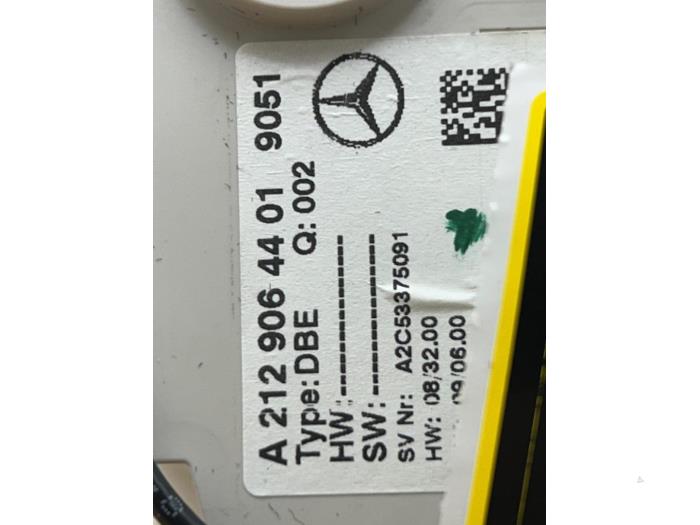 A 212 906 44 01 9051
Type: DBE Q: 002
HW:---------------
SW:---------------
SV Nr: A2C53375091
HW: 08/32.00
09/06.00